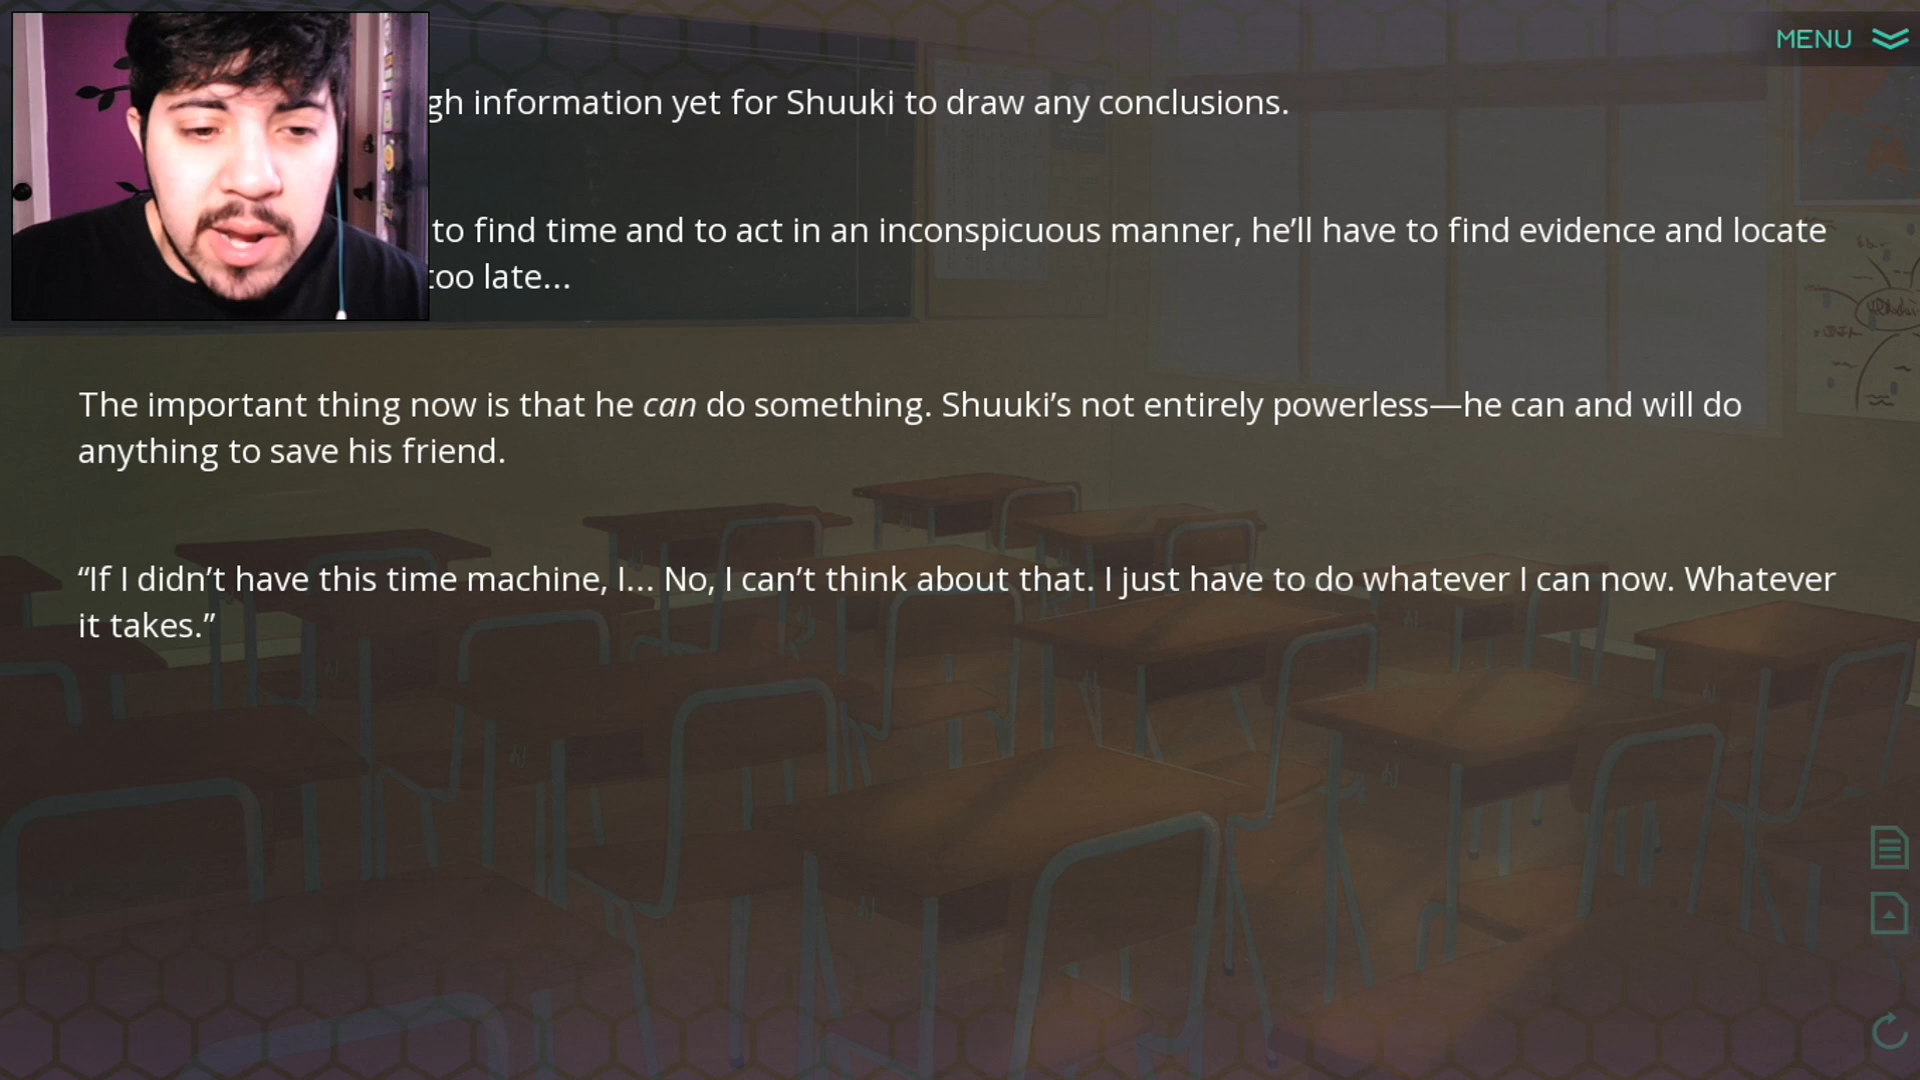 MENU
information yet for Shuuki to draw any conclusions.
to find time and to act in an inconspicuous manner, he’ll have to find evidence and locate
too late...
The important thing now is that he can do something. Shuuki’s not entirely powerless—he can and will do
anything to save his friend.
“If I didn’t have this time machine, I... No, I can’t think about that. I just have to do whatever I can now. Whatever
it takes.”